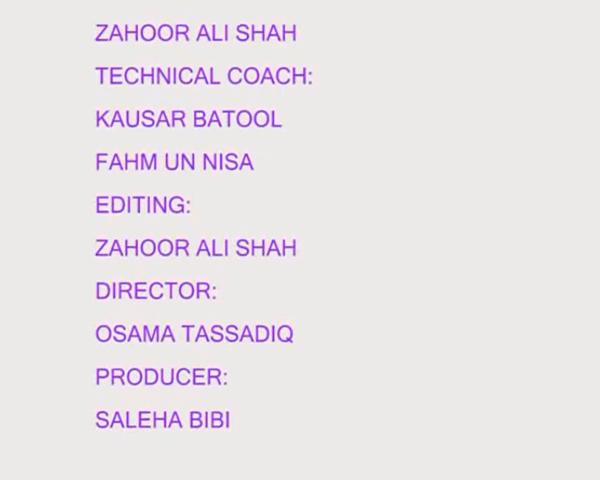 ZAHOOR ALI SHAH
TECHNICAL COACH:
KAUSAR BATOOL
FAHM UN NISA
EDITING:
ZAHOOR ALI SHAH
DIRECTOR:
OSAMA TASSADIQ
PRODUCER:
SALEHA BIBI